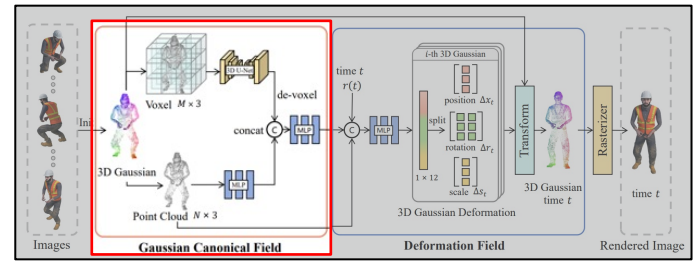 Images
Ini
3D Gaussian
Voxel M × 3
3D U-Net
de-voxel
concat
C
MLP
MLP
Point Cloud N × 3
Gaussian Canonical Field
time t
r(t)
C
MLP
i-th 3D Gaussian
position Δx_t
split
rotation Δr_t
1 × 12
scale Δs_t
3D Gaussian Deformation
Transform
3D Gaussian
time t
Deformation Field
Rasterizer
time t
Rendered Image